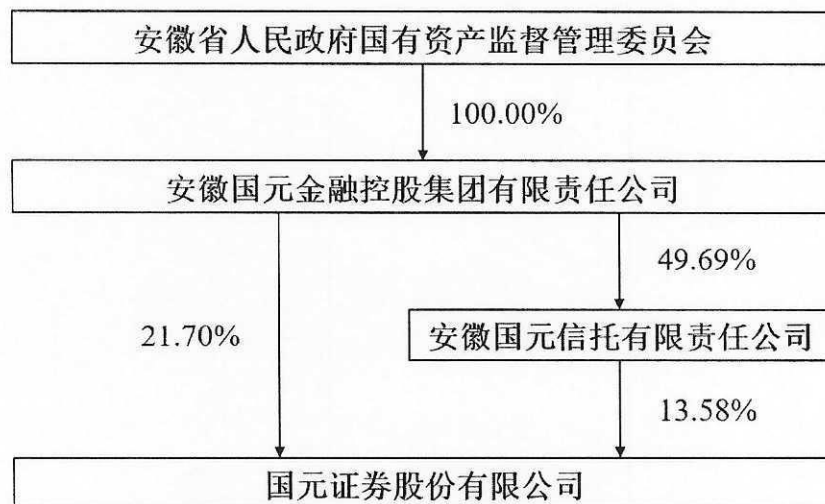 安徽省人民政府国有资产监督管理委员会
100.00%
安徽国元金融控股集团有限责任公司
49.69%
21.70%
安徽国元信托有限责任公司
13.58%
国元证券股份有限公司